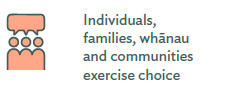 Individuals,
families, whānau
and communities
exercise choice